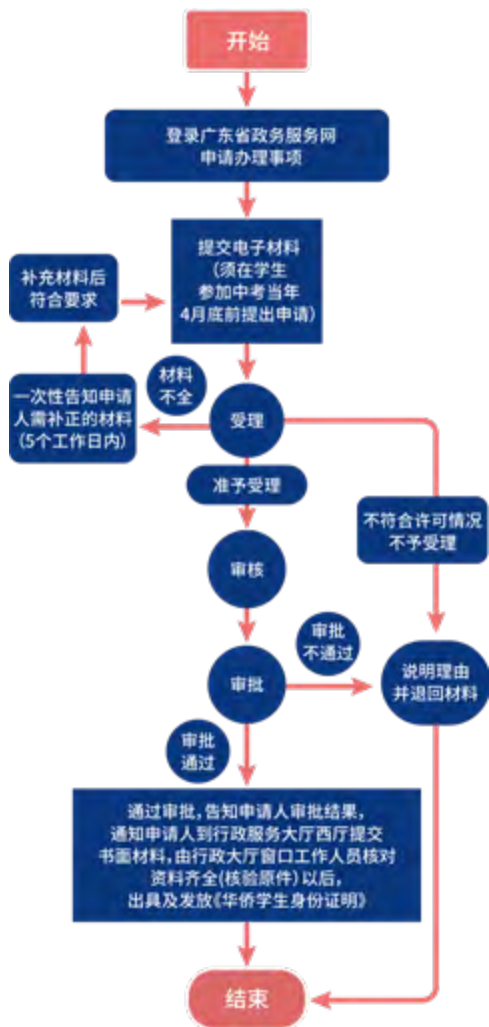 开始
登录广东省政务服务网
申请办理事项
提交电子材料
(须在学生
参加中考当年
4月底前提出申请)
补充材料后
符合要求
材料
不全
一次性告知申请
人需补正的材料
(5个工作日内)
受理
准予受理
不符合许可情况
不予受理
审核
审批
不通过
审批
说明理由
并退回材料
审批
通过
通过审批,告知申请人审批结果,
通知申请人到行政服务大厅西厅提交
书面材料,由行政大厅窗口工作人员核对
资料齐全(核验原件)以后,
出具及发放《华侨学生身份证明》
结束